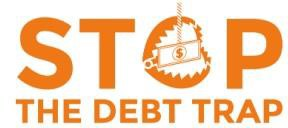 STOP
THE DEBT TRAP
$